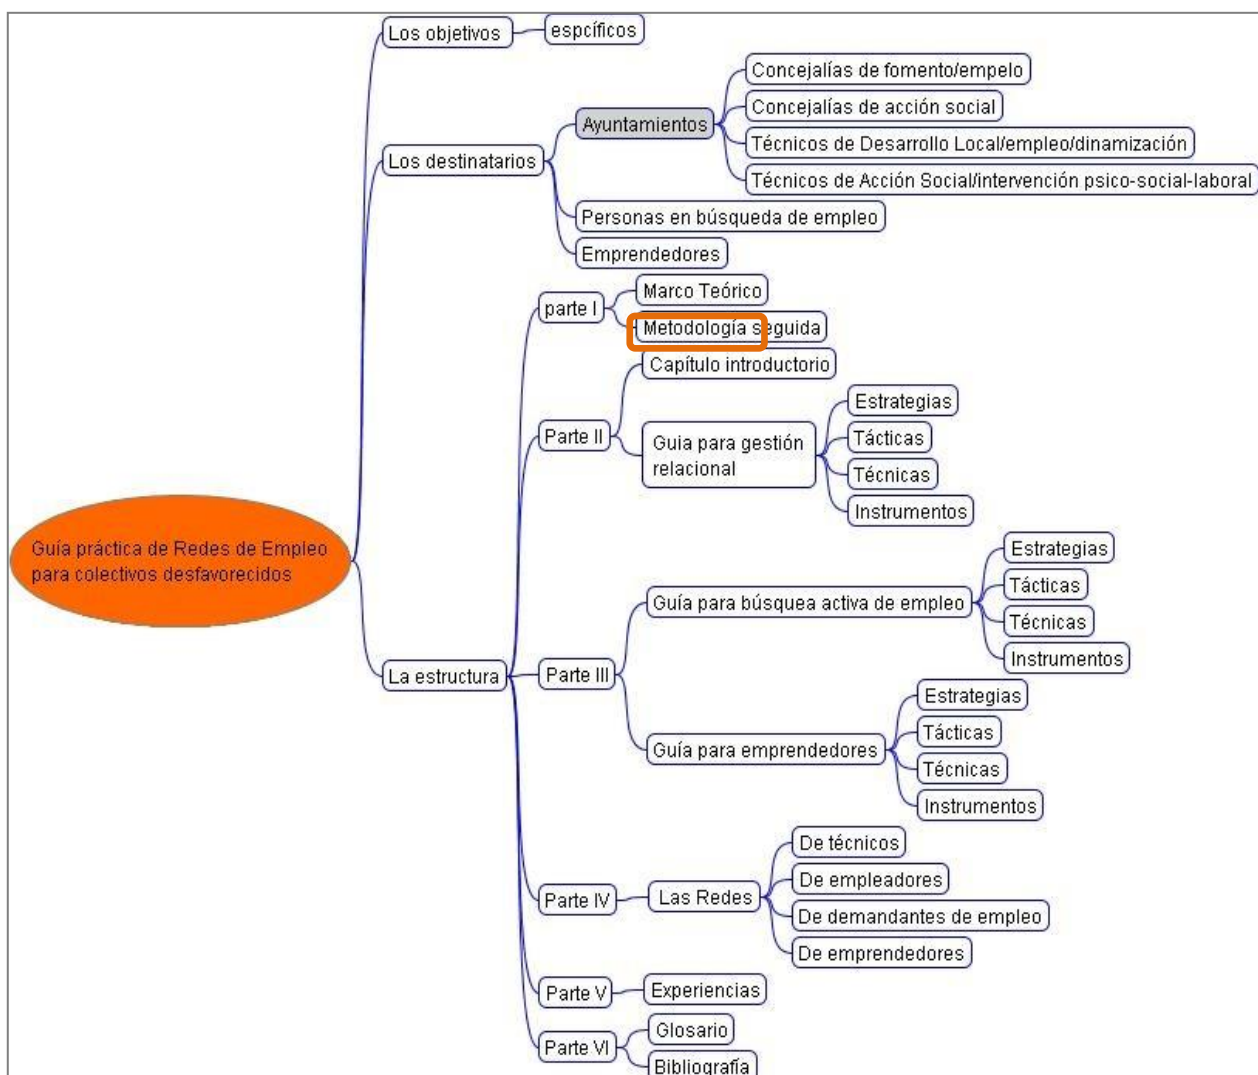 Los objetivos
espcíficos
Los destinatarios
Ayuntamientos
Concejalías de fomento/empelo
Concejalías de acción social
Técnicos de Desarrollo Local/empleo/dinamización
Técnicos de Acción Social/intervención psico-social-laboral
Personas en búsqueda de empleo
Emprendedores
Guía práctica de Redes de Empleo
para colectivos desfavorecidos
La estructura
parte I
Marco Teórico
Metodología seguida
Parte II
Capítulo introductorio
Guia para gestión
relacional
Estrategias
Tácticas
Técnicas
Instrumentos
Parte III
Guía para búsquea activa de empleo
Estrategias
Tácticas
Técnicas
Instrumentos
Guía para emprendedores
Estrategias
Tácticas
Técnicas
Instrumentos
Parte IV
Las Redes
De técnicos
De empleadores
De demandantes de empleo
De emprendedores
Parte V
Experiencias
Parte VI
Glosario
Bibliografía